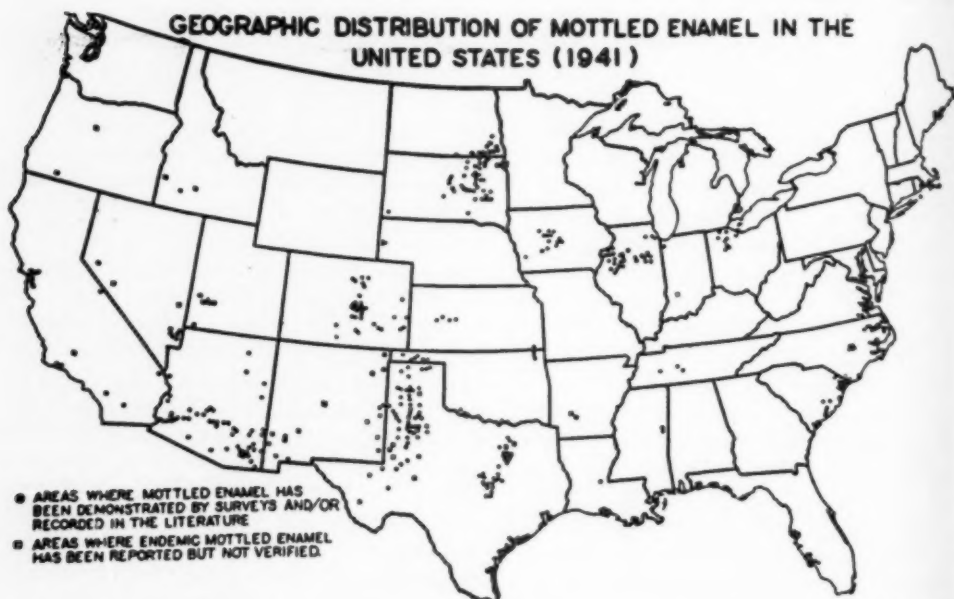 GEOGRAPHIC DISTRIBUTION OF MOTTLED ENAMEL IN THE
UNITED STATES (1941)
AREAS WHERE MOTTLED ENAMEL HAS
BEEN DEMONSTRATED BY SURVEYS AND/OR
RECORDED IN THE LITERATURE
AREAS WHERE ENDEMIC MOTTLED ENAMEL
HAS BEEN REPORTED BUT NOT VERIFIED.